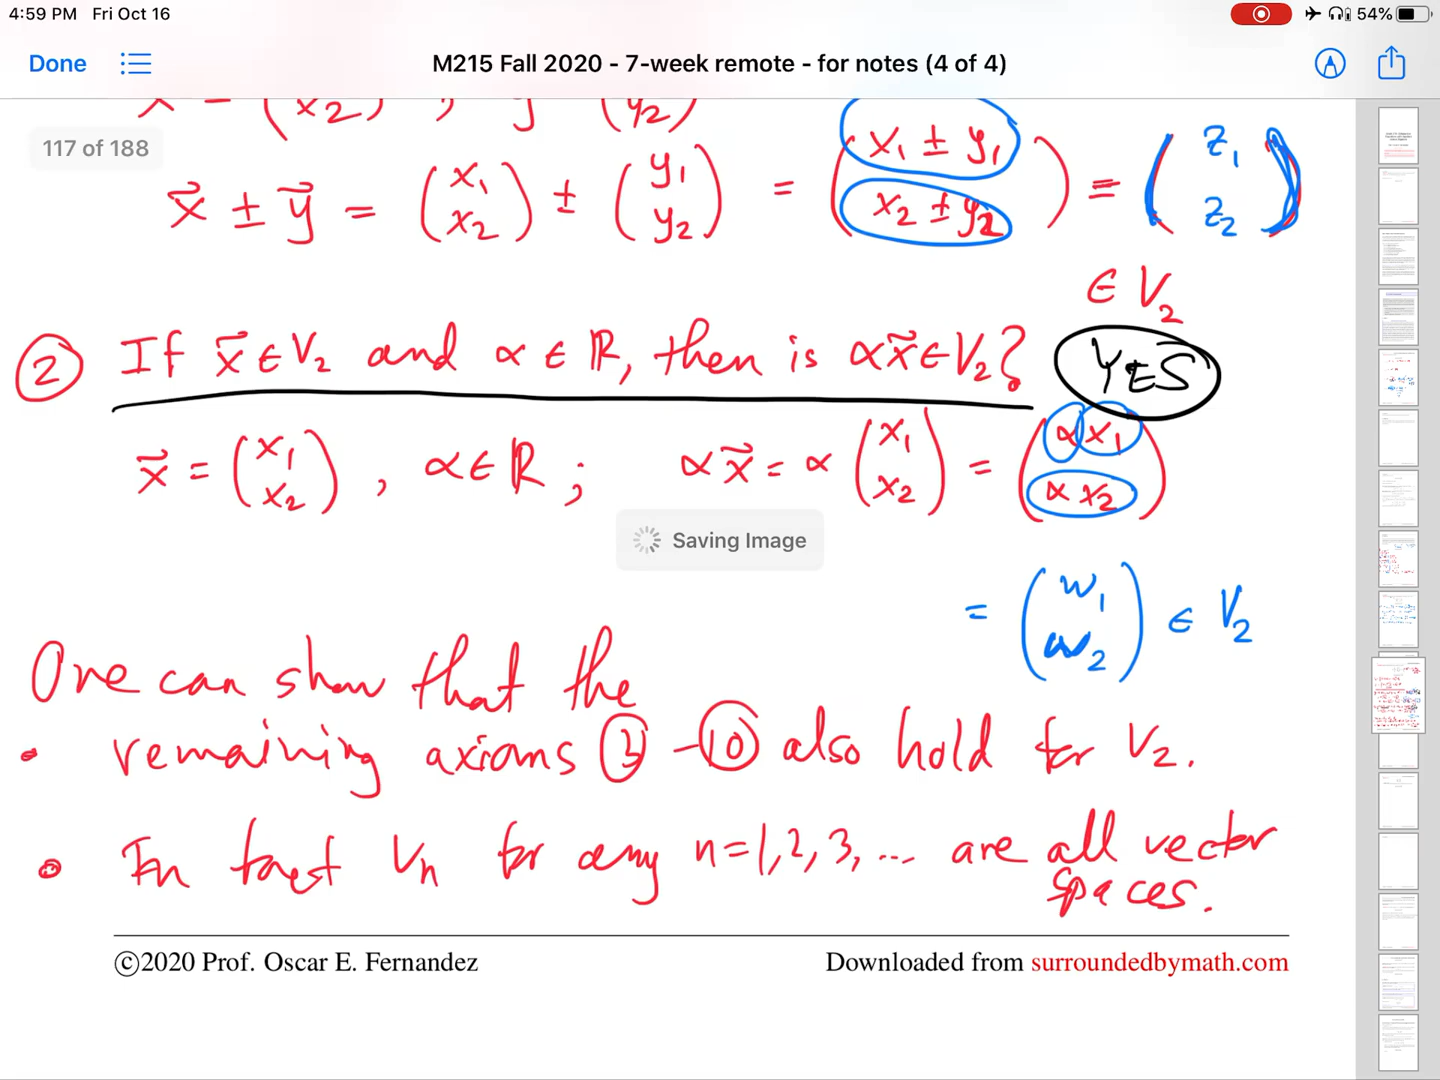 4:59 PM Fri Oct 16
54%
Done
M215 Fall 2020 - 7-week remote - for notes (4 of 4)
117 of 188
x⃗ ± y⃗ = (x₁ x₂) ± (y₁ y₂) = (x₁ ± y₁ x₂ ± y₂) = (z₁ z₂)
∈ V₂
② If x⃗ ∈ V₂ and α ∈ ℝ, then is αx⃗ ∈ V₂? YES
x⃗ = (x₁ x₂), α ∈ ℝ; αx⃗ = α (x₁ x₂) = (αx₁ αx₂)
Saving Image
= (w₁ w₂) ∈ V₂
One can show that the
• remaining axioms ③ - ⑩ also hold for V₂.
• In fact Vₙ for any n=1,2,3,... are all vector
spaces.
©2020 Prof. Oscar E. Fernandez
Downloaded from surroundedbymath.com